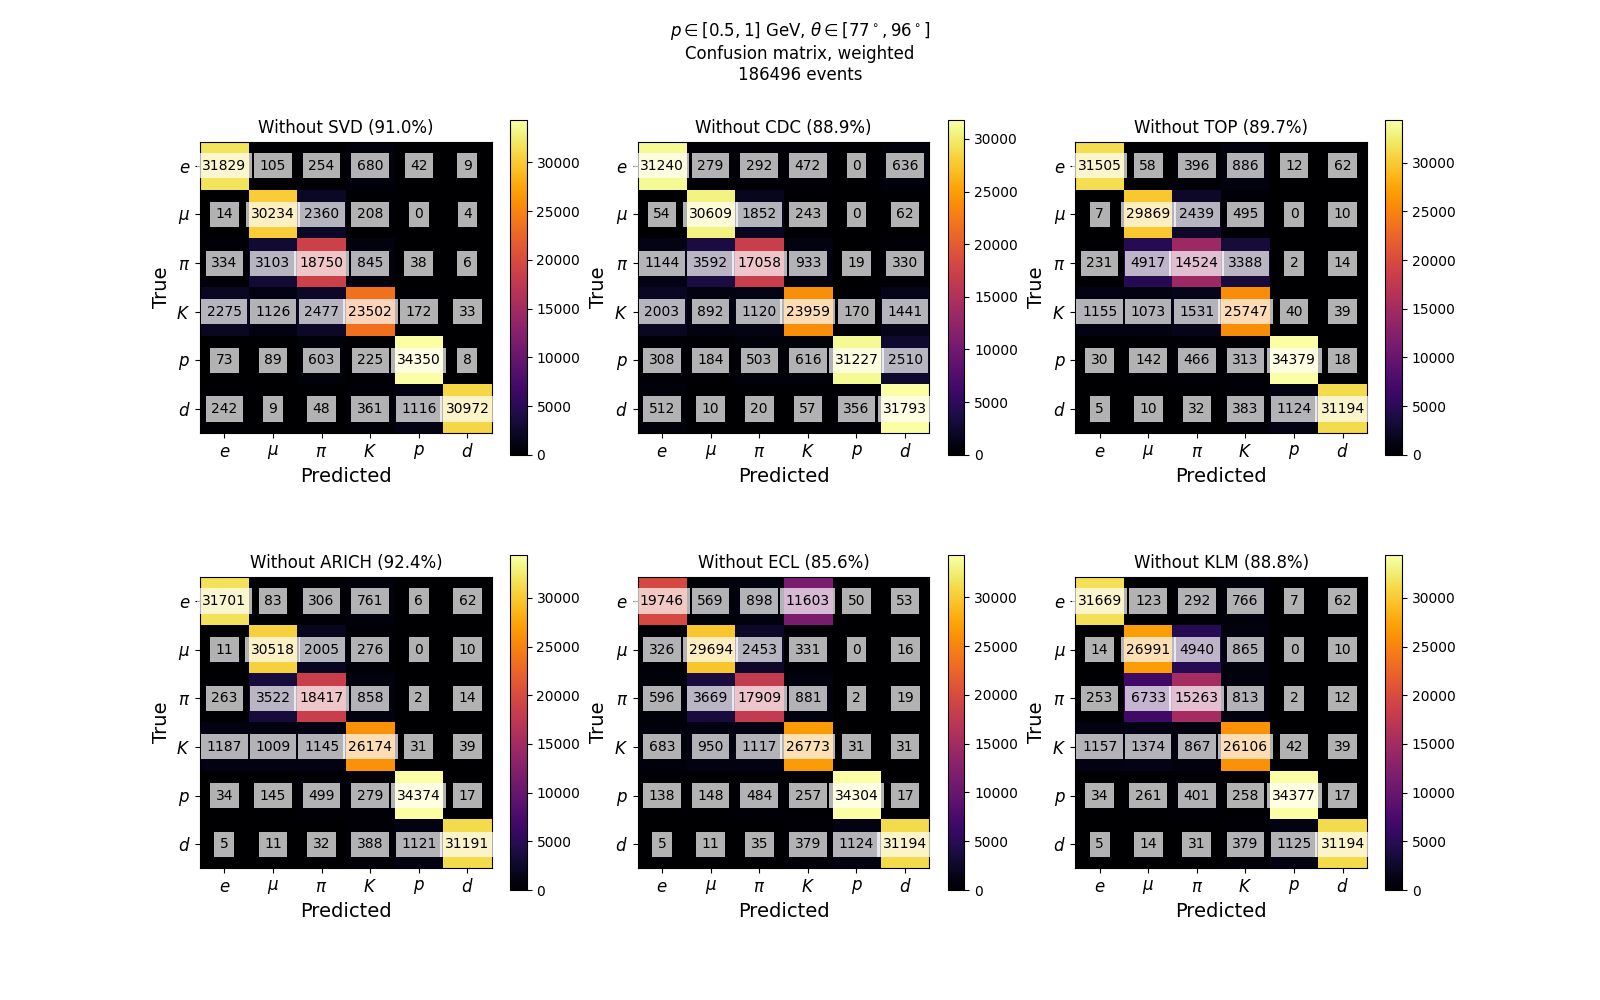 p ∈ [0.5, 1] GeV, θ ∈ [77°, 96°]
Confusion matrix, weighted
186496 events
Without SVD (91.0%)
True
e 31829 105 254 680 42 9
μ 14 30234 2360 208 0 4
π 334 3103 18750 845 38 6
K 2275 1126 2477 23502 172 33
p 73 89 603 225 34350 8
d 242 9 48 361 1116 30972
e μ π K p d
Predicted
30000
25000
20000
15000
10000
5000
0
Without CDC (88.9%)
True
e 31240 279 292 472 0 636
μ 54 30609 1852 243 0 62
π 1144 3592 17058 933 19 330
K 2003 892 1120 23959 170 1441
p 308 184 503 616 31227 2510
d 512 10 20 57 356 31793
e μ π K p d
Predicted
30000
25000
20000
15000
10000
5000
0
Without TOP (89.7%)
True
e 31505 58 396 886 12 62
μ 7 29869 2439 495 0 10
π 231 4917 14524 3388 2 14
K 1155 1073 1531 25747 40 39
p 30 142 466 313 34379 18
d 5 10 32 383 1124 31194
e μ π K p d
Predicted
30000
25000
20000
15000
10000
5000
0
Without ARICH (92.4%)
True
e 31701 83 306 761 6 62
μ 11 30518 2005 276 0 10
π 263 3522 18417 858 2 14
K 1187 1009 1145 26174 31 39
p 34 145 499 279 34374 17
d 5 11 32 388 1121 31191
e μ π K p d
Predicted
30000
25000
20000
15000
10000
5000
0
Without ECL (85.6%)
True
e 19746 569 898 11603 50 53
μ 326 29694 2453 331 0 16
π 596 3669 17909 881 2 19
K 683 950 1117 26773 31 31
p 138 148 484 257 34304 17
d 5 11 35 379 1124 31194
e μ π K p d
Predicted
30000
25000
20000
15000
10000
5000
0
Without KLM (88.8%)
True
e 31669 123 292 766 7 62
μ 14 26991 4940 865 0 10
π 253 6733 15263 813 2 12
K 1157 1374 867 26106 42 39
p 34 261 401 258 34377 17
d 5 14 31 379 1125 31194
e μ π K p d
Predicted
30000
25000
20000
15000
10000
5000
0